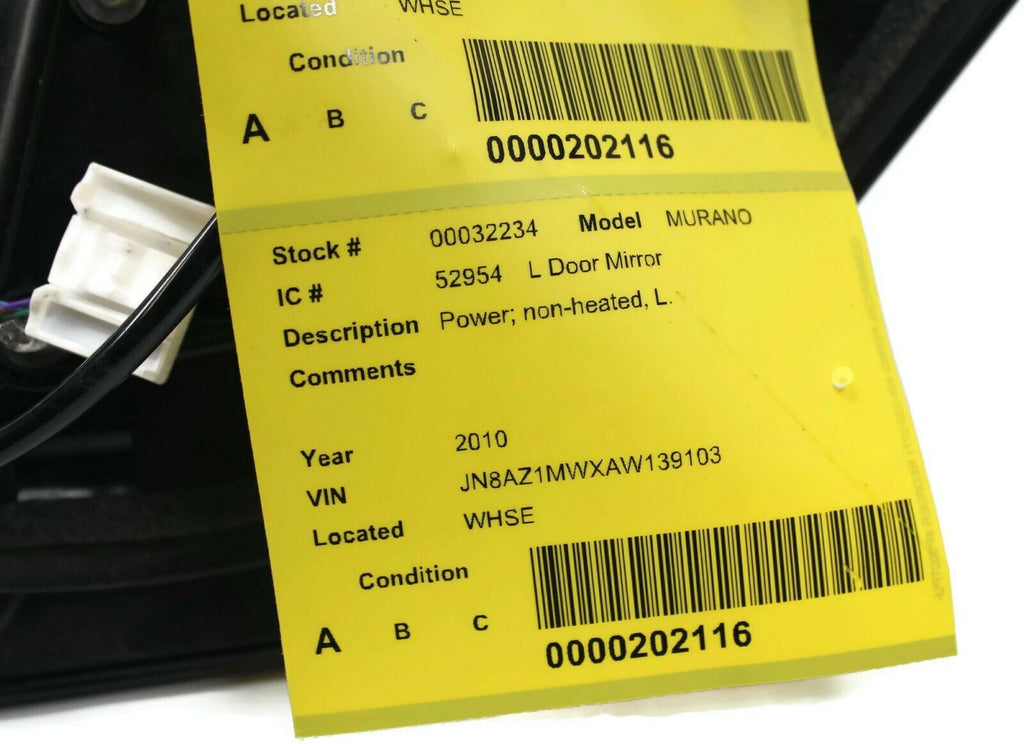 Located WHSE
Condition
A B C
0000202116
Stock # 00032234 Model MURANO
IC # 52954 L Door Mirror
Description Power; non-heated, L.
Comments
Year 2010
VIN JN8AZ1MWXAW139103
Located WHSE
Condition
A B C
0000202116